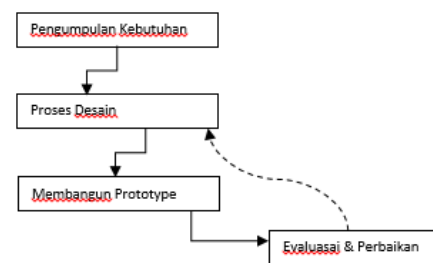 Pengumpulan Kebutuhan
Proses Desain
Membangun Prototype
Evaluasai & Perbaikan